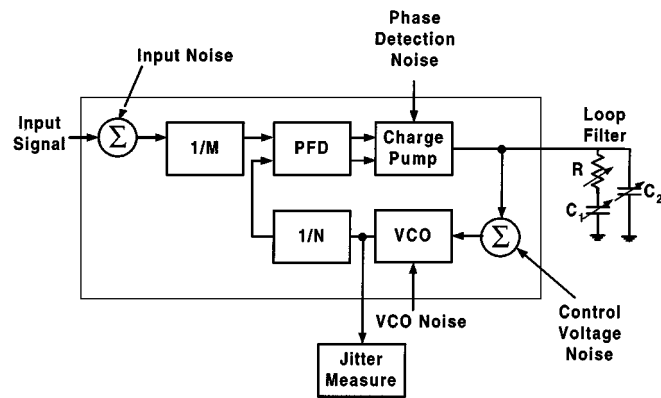 Phase
Detection
Noise
Input Noise
Input
Signal
Σ
1/M
PFD
Charge
Pump
Loop
Filter
R
C1
C2
1/N
VCO
Σ
VCO Noise
Control
Voltage
Noise
Jitter
Measure